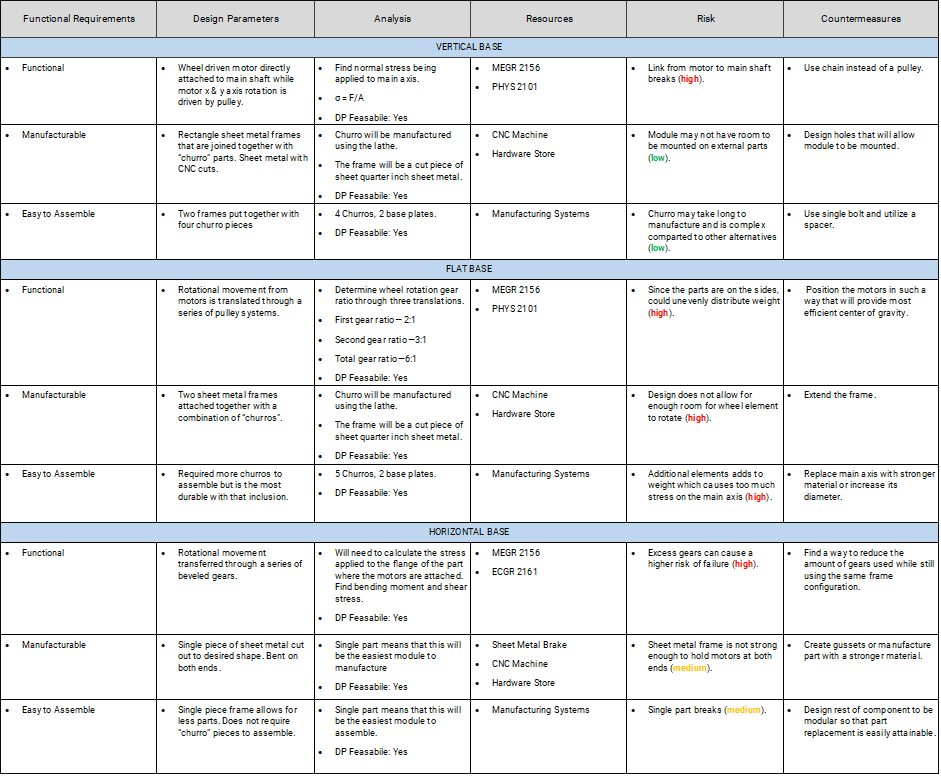 Functional Requirements Design Parameters Analysis Resources Risk Countermeasures
VERTICAL BASE
• Functional
• Wheel driven motor directly
attached to main shaft while
motor x & y axis rotation is
driven by pulley.
• Find normal stress being
applied to main axis.
• σ = F/A
• DP Feasable: Yes
• MEGR 2156
• PHYS 2101
• Link from motor to main shaft
breaks (high).
• Use chain instead of a pulley.
• Manufacturable
• Rectangle sheet metal frames
that are joined together with
"churro" parts. Sheet metal with
CNC cuts.
• Churro will be manufactured
using the lathe.
• The frame will be a cut piece of
sheet quarter inch sheet metal.
• DP Feasable: Yes
• CNC Machine
• Hardware Store
• Module may not have room to
be mounted on external parts
(low).
• Design holes that will allow
module to be mounted.
• Easy to Assemble
• Two frames put together with
four churro pieces
• 4 Churros, 2 base plates.
• DP Feasable: Yes
• Manufacturing Systems
• Churro may take long to
manufacture and is complex
comparted to other alternatives
(low).
• Use single bolt and utilize a
spacer.
FLAT BASE
• Functional
• Rotational movement from
motors is translated through a
series of pulley systems.
• Determine wheel rotation gear
ratio through three translations.
• First gear ratio — 2:1
• Second gear ratio —3:1
• Total gear ratio —6:1
• DP Feasable: Yes
• MEGR 2156
• PHYS 2101
• Since the parts are on the sides,
could unevenly distribute weight
(high).
• Position the motors in such a
way that will provide most
efficient center of gravity.
• Manufacturable
• Two sheet metal frames
attached together with a
combination of "churros".
• Churro will be manufactured
using the lathe.
• The frame will be a cut piece of
sheet quarter inch sheet metal.
• DP Feasable: Yes
• CNC Machine
• Hardware Store
• Design does not allow for
enough room for wheel element
to rotate (high).
• Extend the frame.
• Easy to Assemble
• Required more churros to
assemble but is the most
durable with that inclusion.
• 5 Churros, 2 base plates.
• DP Feasable: Yes
• Manufacturing Systems
• Additional elements adds to
weight which causes too much
stress on the main axis (high).
• Replace main axis with stronger
material or increase its
diameter.
HORIZONTAL BASE
• Functional
• Rotational movement
transferred through a series of
beveled gears.
• Will need to calculate the stress
applied to the flange of the part
where the motors are attached.
Find bending moment and shear
stress.
• DP Feasable: Yes
• MEGR 2156
• ECGR 2161
• Excess gears can cause a
higher risk of failure (high).
• Find a way to reduce the
amount of gears used while still
using the same frame
configuration.
• Manufacturable
• Single piece of sheet metal cut
out to desired shape. Bent on
both ends.
• Single part means that this will
be the easiest module to
manufacture
• DP Feasable: Yes
• Sheet Metal Brake
• CNC Machine
• Hardware Store
• Sheet metal frame is not strong
enough to hold motors at both
ends (medium).
• Create gussets or manufacture
part with a stronger material.
• Easy to Assemble
• Single piece frame allows for
less parts. Does not require
"churro" pieces to assemble.
• Single part means that this will
be the easiest module to
assemble.
• DP Feasable: Yes
• Manufacturing Systems
• Single part breaks (medium).
• Design rest of component to be
modular so that part
replacement is easily attainable.